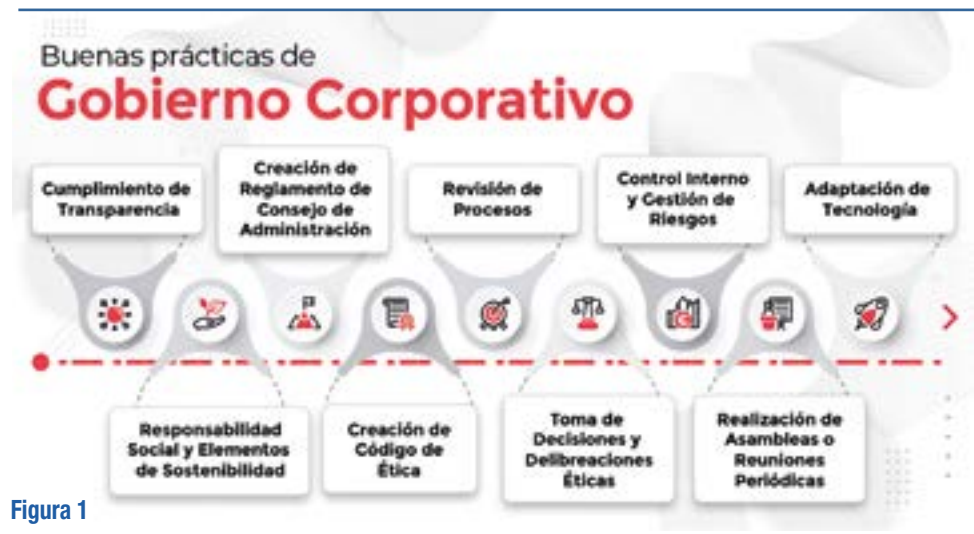 Buenas prácticas de
Gobierno Corporativo
Cumplimiento de
Transparencia
Creación de
Reglamento de
Consejo de
Administración
Revisión de
Procesos
Control Interno
y Gestión de
Riesgos
Adaptación de
Tecnología
Responsabilidad
Social y Elementos
de Sostenibilidad
Creación de
Código de
Ética
Toma de
Decisiones y
Delibreaciones
Éticas
Realización de
Asambleas o
Reuniones
Periódicas
Figura 1